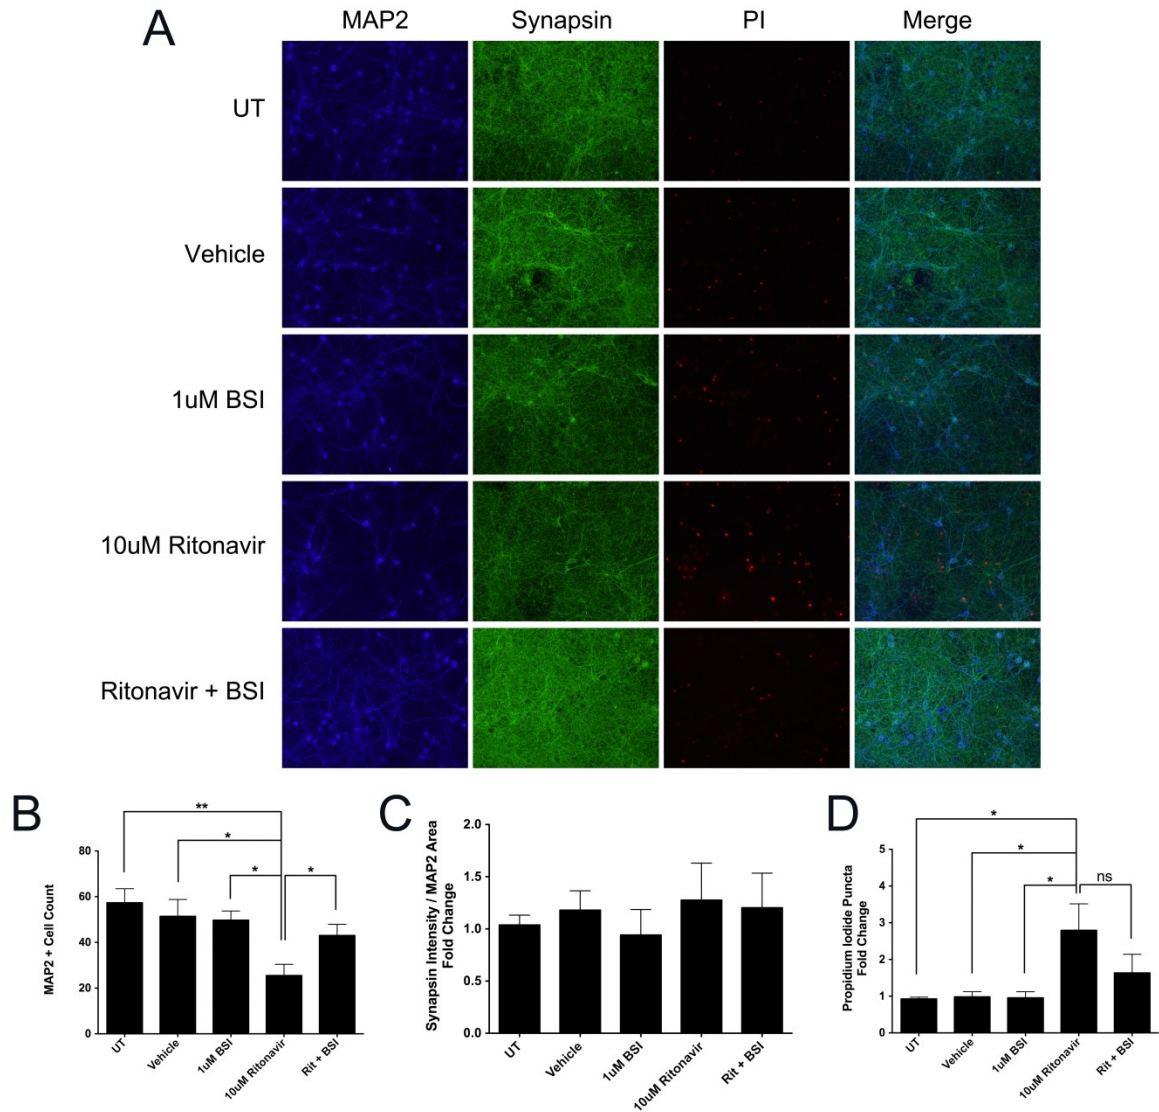 A
MAP2
Synapsin
PI
Merge
UT
Vehicle
1uM BSI
10uM Ritonavir
Ritonavir + BSI
B
**
*
*
*
MAP2 + Cell Count
80
60
40
20
0
UT
Vehicle
1uM BSI
10uM Ritonavir
Rit + BSI
C
Synapsin Intensity / MAP2 Area
Fold Change
2.0
1.5
1.0
0.5
0.0
UT
Vehicle
1uM BSI
10uM Ritonavir
Rit + BSI
D
*
*
*
ns
Propidium Iodide Puncta
Fold Change
5
4
3
2
1
0
UT
Vehicle
1uM BSI
10uM Ritonavir
Rit + BSI